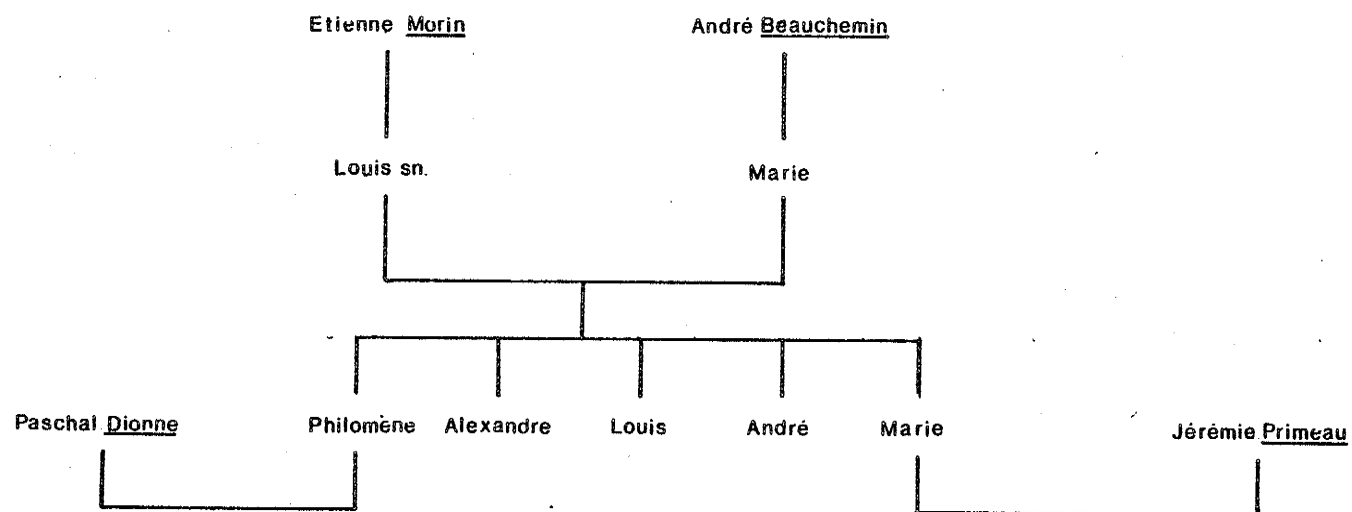 Etienne Morin André Beauchemin
Louis sn. Marie
Paschal Dionne Philomène Alexandre Louis André Marie Jérémie Primeau